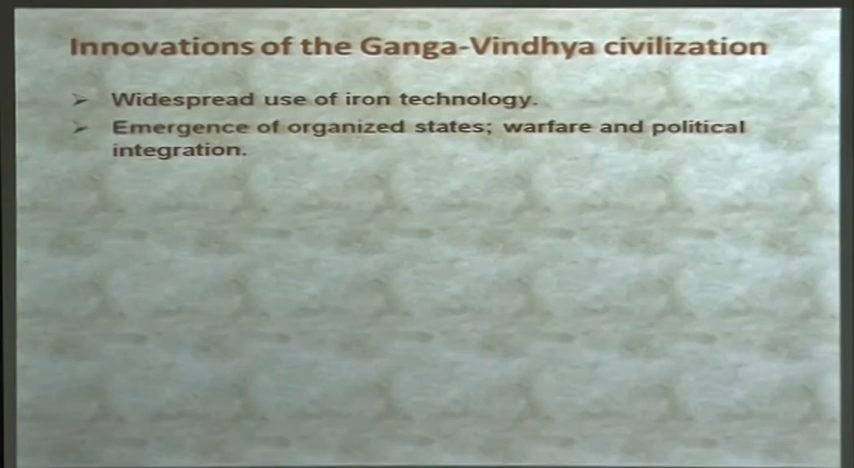 Innovations of the Ganga-Vindhya civilization
➢ Widespread use of iron technology.
➢ Emergence of organized states; warfare and political
integration.